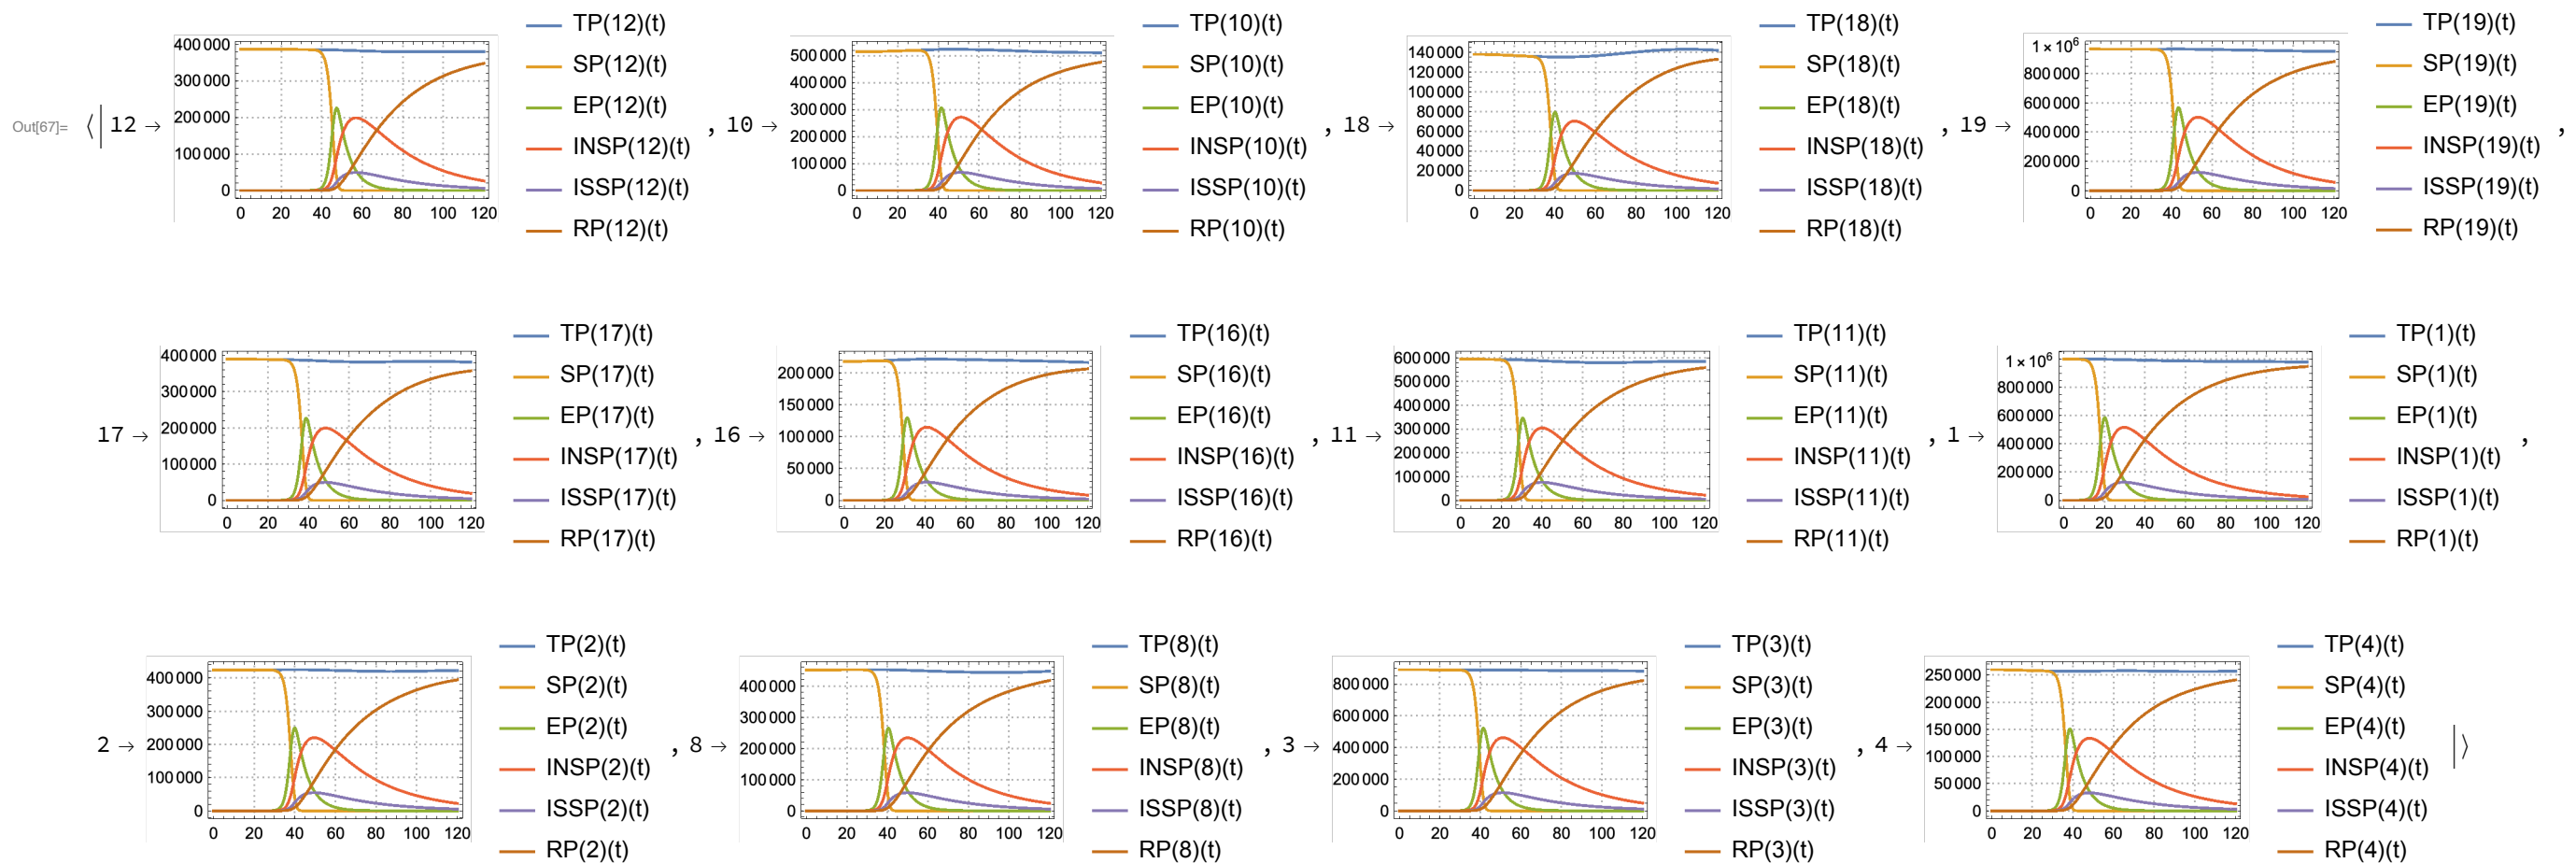 Out[67]= ⟨| 12 →
400 000
300 000
200 000
100 000
0
0 20 40 60 80 100 120
TP(12)(t)
SP(12)(t)
EP(12)(t)
INSP(12)(t)
ISSP(12)(t)
RP(12)(t)
, 10 →
500 000
400 000
300 000
200 000
100 000
0
0 20 40 60 80 100 120
TP(10)(t)
SP(10)(t)
EP(10)(t)
INSP(10)(t)
ISSP(10)(t)
RP(10)(t)
, 18 →
140 000
120 000
100 000
80 000
60 000
40 000
20 000
0
0 20 40 60 80 100 120
TP(18)(t)
SP(18)(t)
EP(18)(t)
INSP(18)(t)
ISSP(18)(t)
RP(18)(t)
, 19 →
1 × 10⁶
800 000
600 000
400 000
200 000
0
0 20 40 60 80 100 120
TP(19)(t)
SP(19)(t)
EP(19)(t)
INSP(19)(t)
ISSP(19)(t)
RP(19)(t)
,
17 →
400 000
300 000
200 000
100 000
0
0 20 40 60 80 100 120
TP(17)(t)
SP(17)(t)
EP(17)(t)
INSP(17)(t)
ISSP(17)(t)
RP(17)(t)
, 16 →
200 000
150 000
100 000
50 000
0
0 20 40 60 80 100 120
TP(16)(t)
SP(16)(t)
EP(16)(t)
INSP(16)(t)
ISSP(16)(t)
RP(16)(t)
, 11 →
600 000
500 000
400 000
300 000
200 000
100 000
0
0 20 40 60 80 100 120
TP(11)(t)
SP(11)(t)
EP(11)(t)
INSP(11)(t)
ISSP(11)(t)
RP(11)(t)
, 1 →
1 × 10⁶
800 000
600 000
400 000
200 000
0
0 20 40 60 80 100 120
TP(1)(t)
SP(1)(t)
EP(1)(t)
INSP(1)(t)
ISSP(1)(t)
RP(1)(t)
,
2 →
400 000
300 000
200 000
100 000
0
0 20 40 60 80 100 120
TP(2)(t)
SP(2)(t)
EP(2)(t)
INSP(2)(t)
ISSP(2)(t)
RP(2)(t)
, 8 →
400 000
300 000
200 000
100 000
0
0 20 40 60 80 100 120
TP(8)(t)
SP(8)(t)
EP(8)(t)
INSP(8)(t)
ISSP(8)(t)
RP(8)(t)
, 3 →
800 000
600 000
400 000
200 000
0
0 20 40 60 80 100 120
TP(3)(t)
SP(3)(t)
EP(3)(t)
INSP(3)(t)
ISSP(3)(t)
RP(3)(t)
, 4 →
250 000
200 000
150 000
100 000
50 000
0
0 20 40 60 80 100 120
TP(4)(t)
SP(4)(t)
EP(4)(t)
INSP(4)(t)
ISSP(4)(t)
RP(4)(t)
|⟩